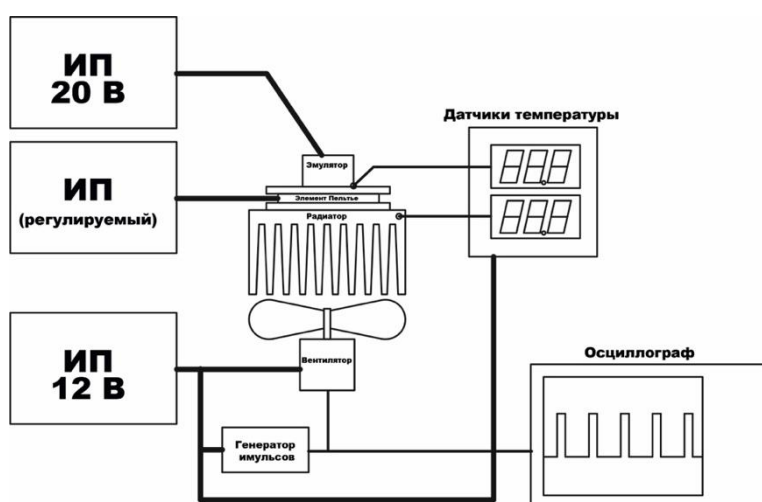 ИП
20 В
Датчики температуры
Эмулятор
ИП
(регулируемый)
Элемент Пельтье
Радиатор
ИП
12 В
Вентилятор
Осциллограф
Генератор
имульсов